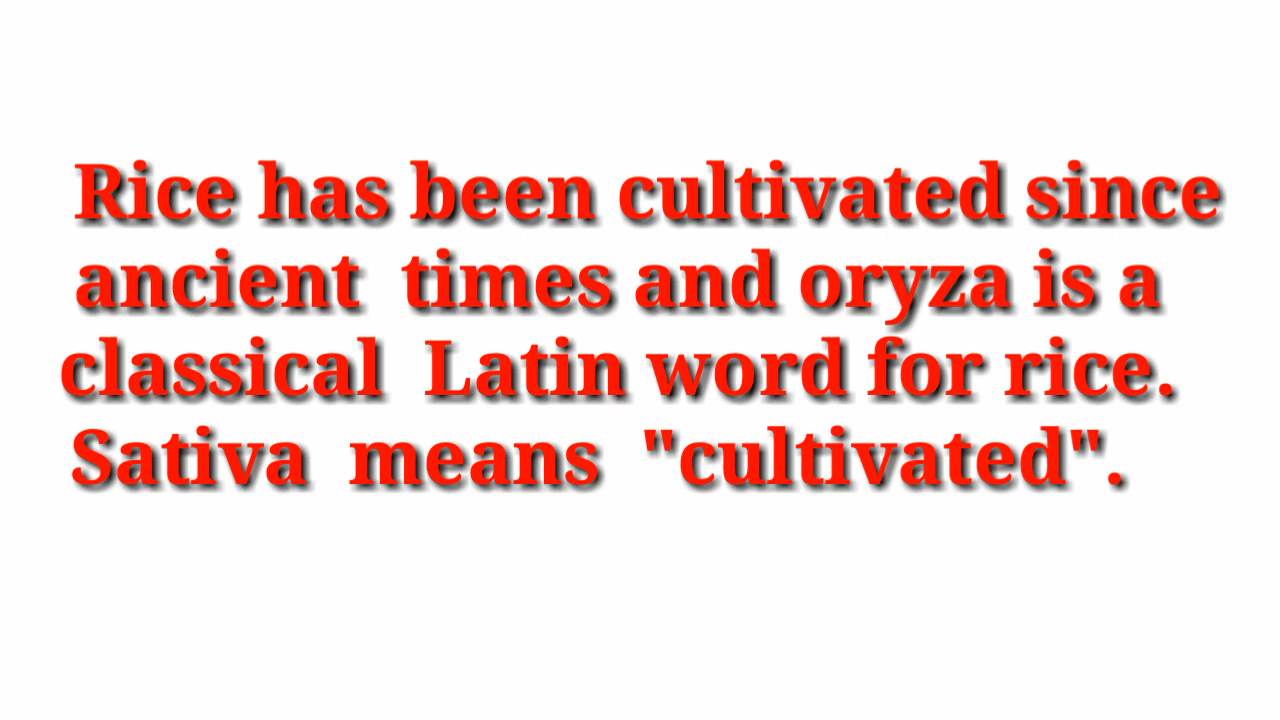 Rice has been cultivated since
ancient times and oryza is a
classical Latin word for rice.
Sativa means "cultivated".